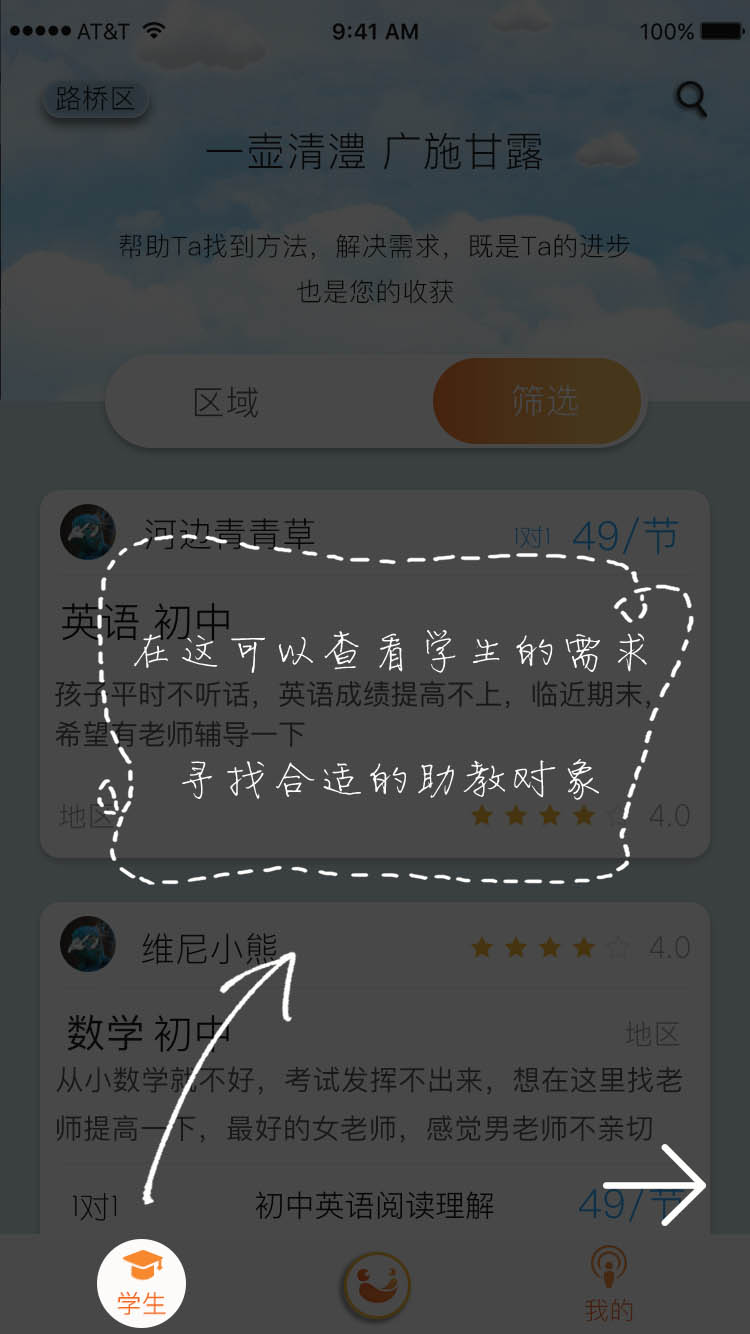 AT&T 9:41 AM 100%
路桥区
一壶清澧 广施甘露
帮助Ta找到方法，解决需求，既是Ta的进步
也是您的收获
区域 筛选
河边青青草 1对1 49/节
英语 初中
在这可以查看学生的需求
孩子平时不听话，英语成绩提高不上，临近期末，
希望有老师辅导一下
寻找合适的助教对象
地区 4.0
维尼小熊 4.0
数学 初中 地区
从小数学就不好，考试发挥不出来，想在这里找老
师提高一下，最好的女老师，感觉男老师不亲切
1对1 初中英语阅读理解 49/节
学生 我的